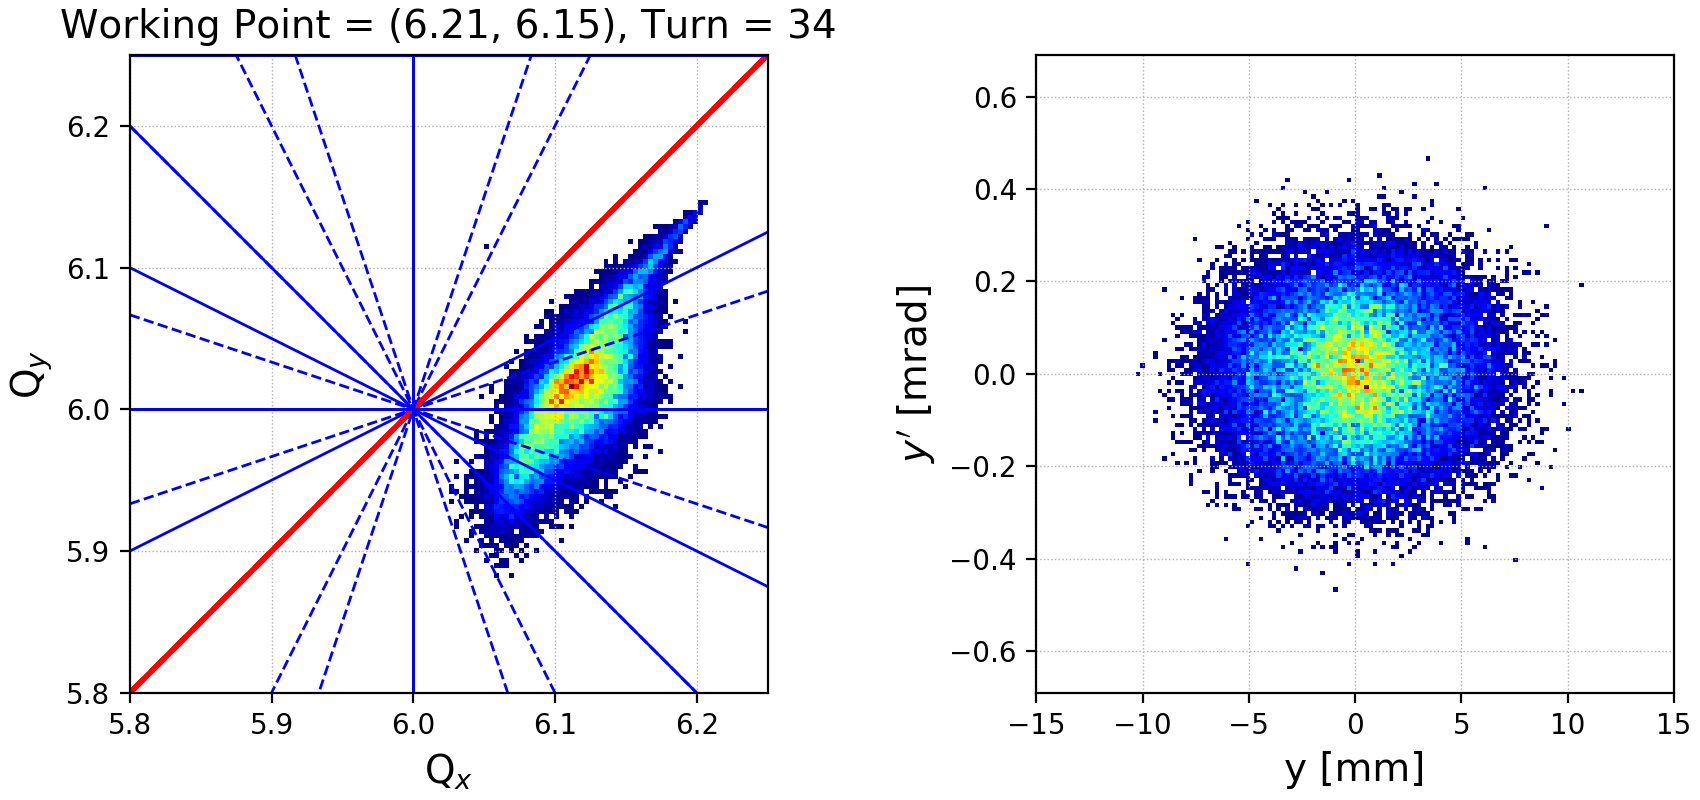 Working Point = (6.21, 6.15), Turn = 34
6.2
6.1
6.0
5.9
5.8
Q_y
5.8 5.9 6.0 6.1 6.2
Q_x
0.6
0.4
0.2
0.0
−0.2
−0.4
−0.6
y′ [mrad]
−15 −10 −5 0 5 10 15
y [mm]